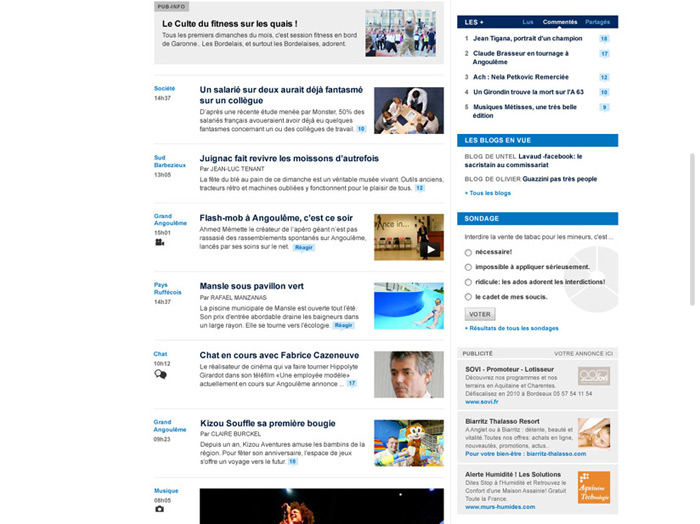 PUB-INFO
Le Culte du fitness sur les quais !
Tous les premiers dimanches du mois, c'est session fitness en bord
de Garonne.. Les Bordelais, et surtout les Bordelaises, adorent.
Société
14h37
Un salarié sur deux aurait déjà fantasmé
sur un collègue
D'après une récente étude menée par Monster, 50% des
salariés français avoueraient avoir déjà eu quelques
fantasmes concernant un ou des collègues de travail. 10
Sud
Barbezieux
13h05
Juignac fait revivre les moissons d'autrefois
Par JEAN-LUC TENANT
La fête du blé au pain de ce dimanche est un véritable musée vivant. Outils anciens,
tracteurs rétro et machines oubliées y fonctionnent pour le plaisir de tous. 12
Grand
Angoulême
15h01
Flash-mob à Angoulême, c'est ce soir
Ahmed Mémette le créateur de l'apéro géant n'est pas
rassasié des rassemblements spontanés sur Angoulême,
lancés par ses soins sur le net. Réagir
Pays
Ruffécois
14h37
Mansle sous pavillon vert
Par RAFAEL MANZANAS
La piscine municipale de Mansle est ouverte tout l'été.
Son prix d'entrée abordable draine les baigneurs dans
un large rayon. Elle se tourne vers l'écologie. Réagir
Chat
10h12
Chat en cours avec Fabrice Cazeneuve
Le réalisateur de cinéma qui va faire tourner Hippolyte
Girardot dans son téléfilm «Une employée modèle»
actuellement en cours sur Angoulême annonce ... 17
Grand
Angoulême
09h23
Kizou Souffle sa première bougie
Par CLAIRE BURCKEL
Depuis un an, Kizou Aventures amuse les bambins de la
région. Pour fêter son anniversaire, l'espace de jeux
s'offre un voyage vers le futur. 16
Musique
08h05
LES + Lus Commentés Partagés
1 Jean Tigana, portrait d'un champion 18
2 Claude Brasseur en tournage à
Angoulême 17
3 Ach : Nela Petkovic Remerciée 12
4 Un Girondin trouve la mort sur l'A 63 10
5 Musiques Métisses, une très belle
édition 9
LES BLOGS EN VUE
BLOG DE UNTEL Lavaud -facebook: le
sacristain au commissariat
BLOG DE OLIVIER Guazzini pas très people
+ Tous les blogs
SONDAGE
Interdire la vente de tabac pour les mineurs, c'est...
nécessaire!
impossible à appliquer sérieusement.
ridicule: les ados adorent les interdictions!
le cadet de mes soucis.
VOTER
+ Résultats de tous les sondages
PUBLICITÉ VOTRE ANNONCE ICI
SOVI - Promoteur - Lotisseur
Découvrez nos programmes et nos
terrains en Aquitaine et Charentes.
Défiscalisez en 2010 à Bordeaux 05 57 54 11 54
www.sovi.fr
Biarritz Thalasso Resort
A Anglet ou à Biarritz : détente, beauté et
vitalité.Toutes nos offres: achats en ligne,
nouveautés, promotions, actus.
Pour votre bien-être : biarritz-thalasso.com
Alerte Humidité ! Les Solutions
Dites Stop à l'Humidité et Retrouvez le
Confort d'une Maison Assainie! Gratuit
Toute la France.
www.murs-humides.com
Aquitaine
Technologie